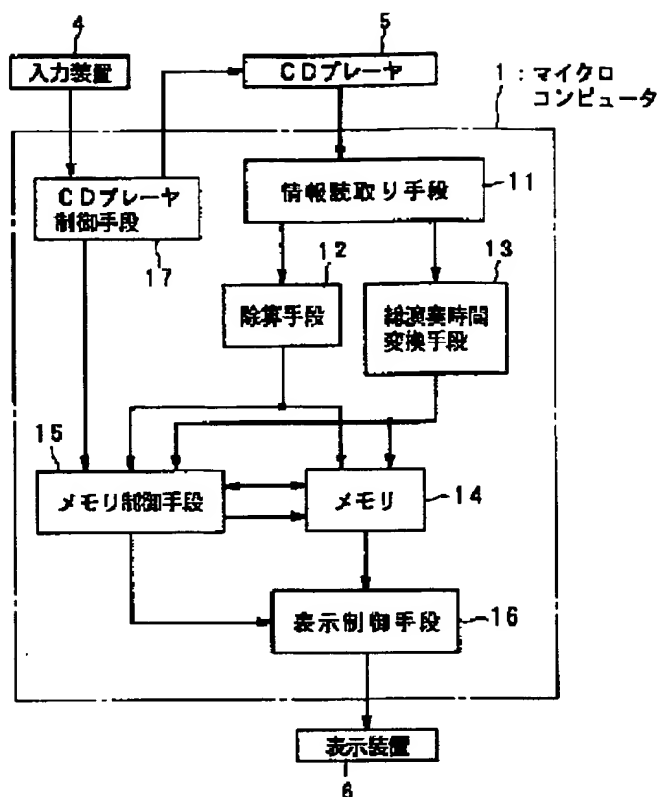 4
入力装置
5
CDプレーヤ
1:マイクロ
コンピュータ
CDプレーヤ
制御手段
17
情報読取り手段
11
12
除算手段
13
総演奏時間
変換手段
15
メモリ制御手段
メモリ
14
表示制御手段
16
表示装置
6